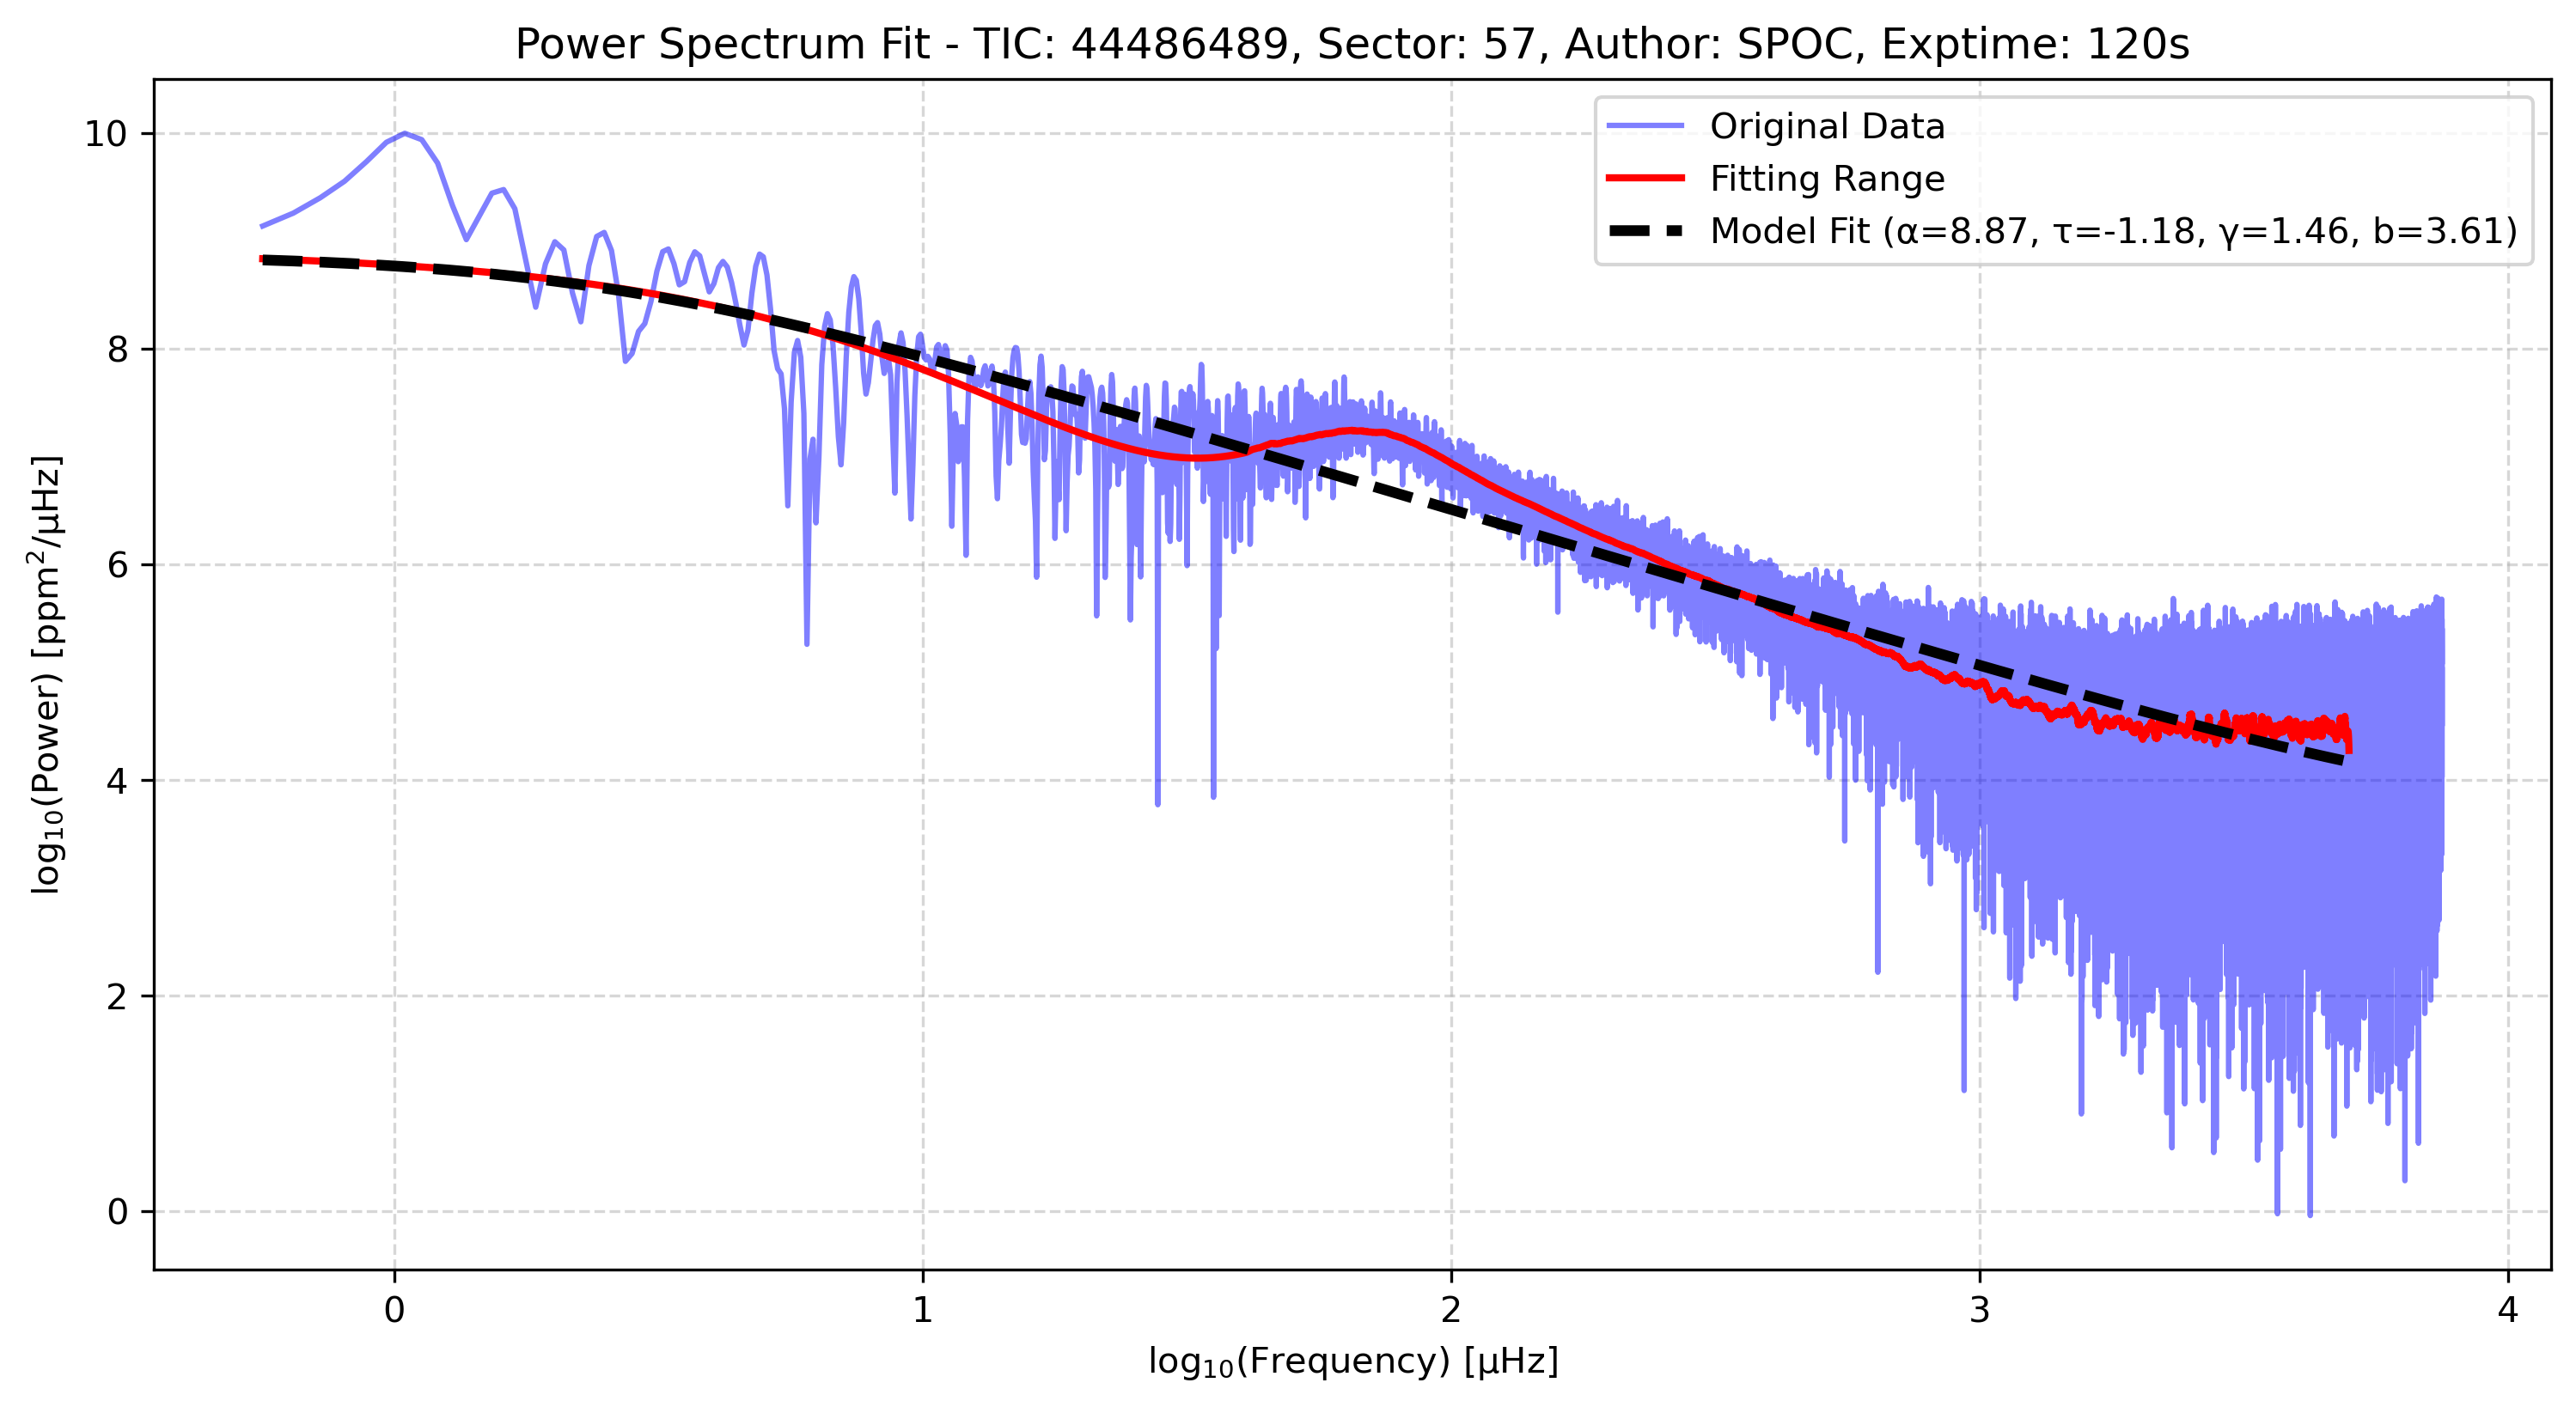 Power Spectrum Fit - TIC: 44486489, Sector: 57, Author: SPOC, Exptime: 120s
Original Data
Fitting Range
Model Fit (α=8.87, τ=-1.18, γ=1.46, b=3.61)
log₁₀(Power) [ppm²/μHz]
10
8
6
4
2
0
0 1 2 3 4
log₁₀(Frequency) [μHz]